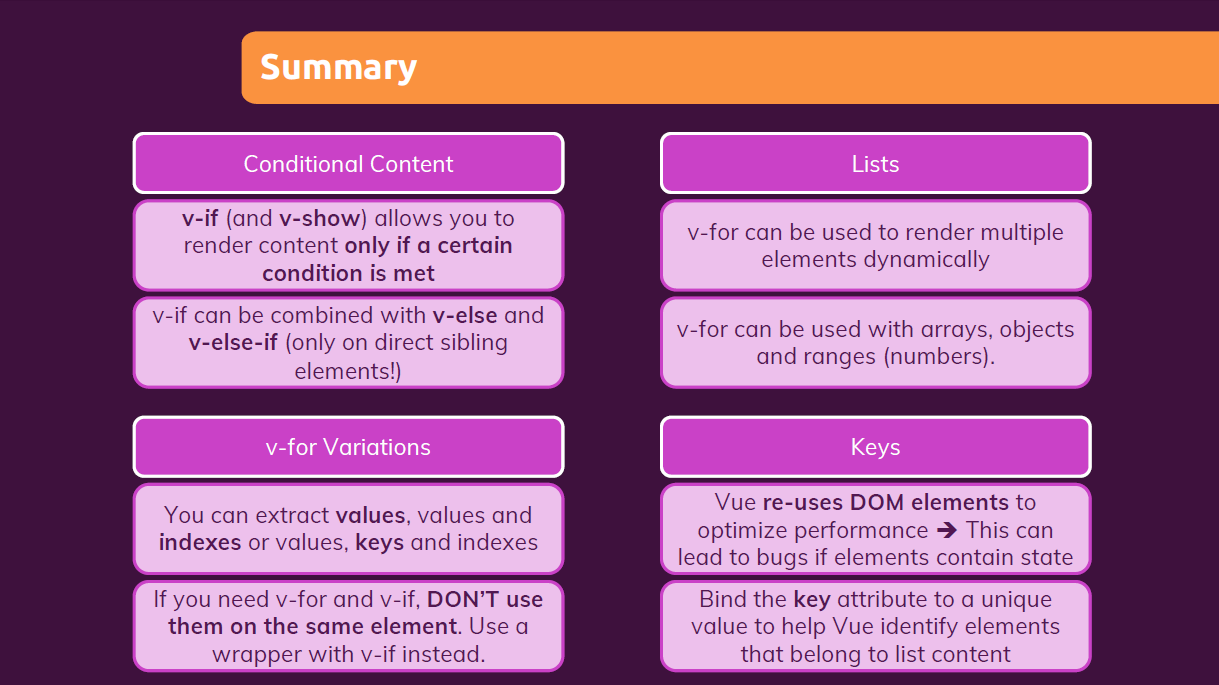 Summary
Conditional Content
v-if (and v-show) allows you to
render content only if a certain
condition is met
v-if can be combined with v-else and
v-else-if (only on direct sibling
elements!)
Lists
v-for can be used to render multiple
elements dynamically
v-for can be used with arrays, objects
and ranges (numbers).
v-for Variations
You can extract values, values and
indexes or values, keys and indexes
If you need v-for and v-if, DON’T use
them on the same element. Use a
wrapper with v-if instead.
Keys
Vue re-uses DOM elements to
optimize performance ➔ This can
lead to bugs if elements contain state
Bind the key attribute to a unique
value to help Vue identify elements
that belong to list content